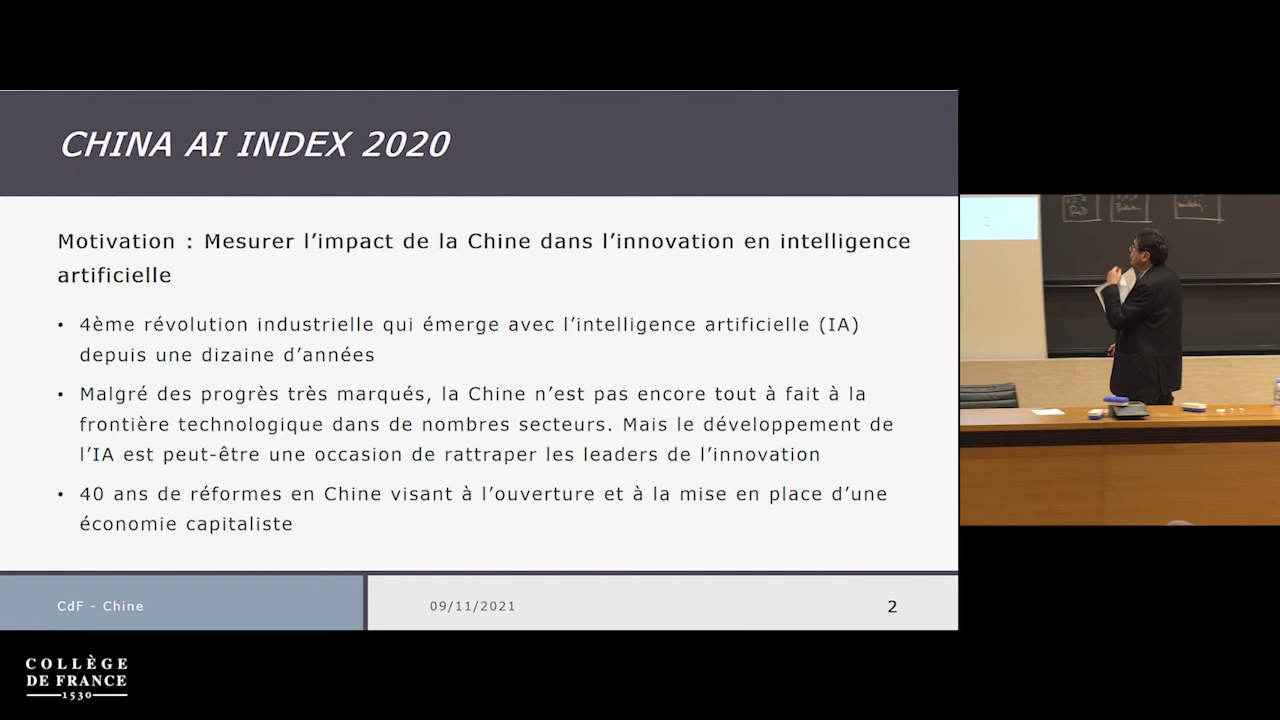 CHINA AI INDEX 2020
Motivation : Mesurer l’impact de la Chine dans l’innovation en intelligence
artificielle
• 4ème révolution industrielle qui émerge avec l’intelligence artificielle (IA)
depuis une dizaine d’années
• Malgré des progrès très marqués, la Chine n’est pas encore tout à fait à la
frontière technologique dans de nombres secteurs. Mais le développement de
l’IA est peut-être une occasion de rattraper les leaders de l’innovation
• 40 ans de réformes en Chine visant à l’ouverture et à la mise en place d’une
économie capitaliste
CdF - Chine
09/11/2021
2
2
COLLÈGE
DE FRANCE
1530